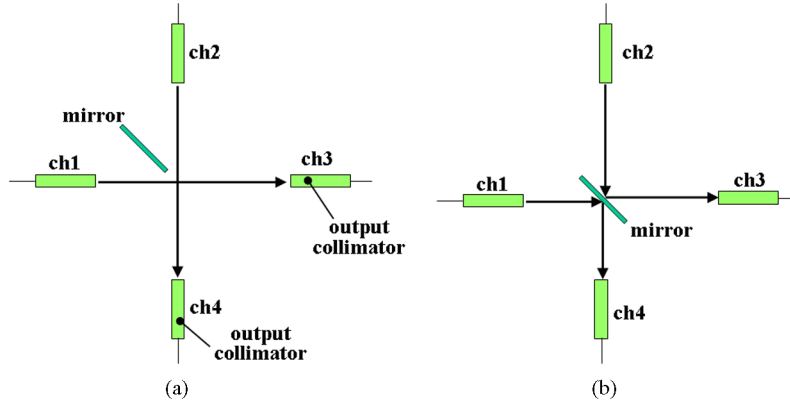 ch2
mirror
ch1
ch3
output
collimator
ch4
output
collimator
(a)
ch2
ch1
ch3
mirror
ch4
(b)